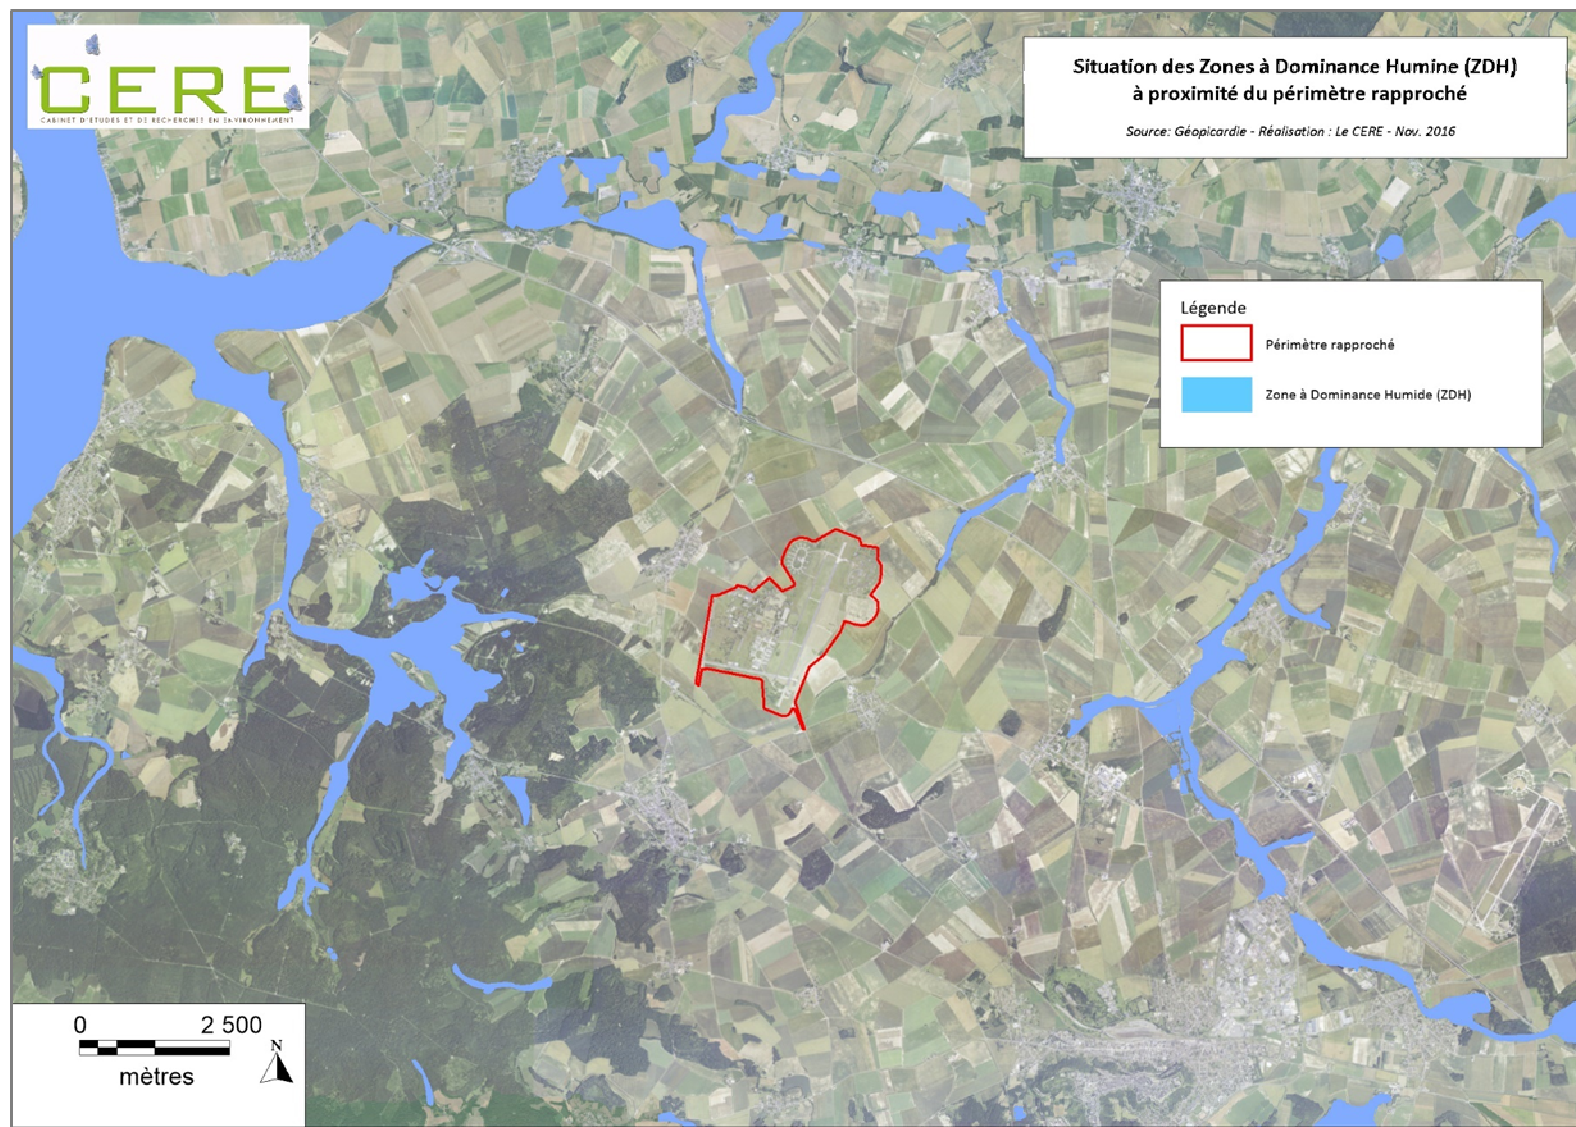 CERE
CABINET D'ETUDES ET DE RECHERCHES EN ENVIRONNEMENT
Situation des Zones à Dominance Humine (ZDH)
à proximité du périmètre rapproché
Source: Géopicardie - Réalisation : Le CERE - Nov. 2016
Légende
Périmètre rapproché
Zone à Dominance Humide (ZDH)
0 2 500
mètres
N